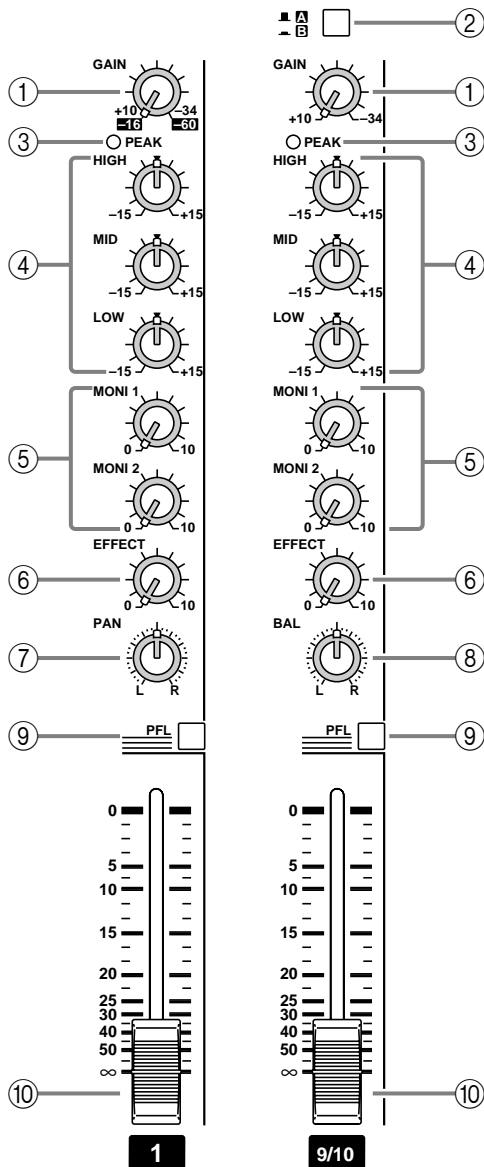 A
B
②
GAIN GAIN
① ①
+10 –34 +10 –34
–16 –60
③ PEAK PEAK ③
HIGH HIGH
–15 +15 –15 +15
MID MID
④ ④
–15 +15 –15 +15
LOW LOW
–15 +15 –15 +15
MONI 1 MONI 1
0 10 0 10
⑤ ⑤
MONI 2 MONI 2
0 10 0 10
EFFECT EFFECT
⑥ ⑥
0 10 0 10
PAN BAL
⑦ ⑧
L R L R
⑨ PFL PFL ⑨
0 0
5 5
10 10
15 15
20 20
25 25
30 30
40 40
50 50
∞ ∞
⑩ ⑩
1 9/10